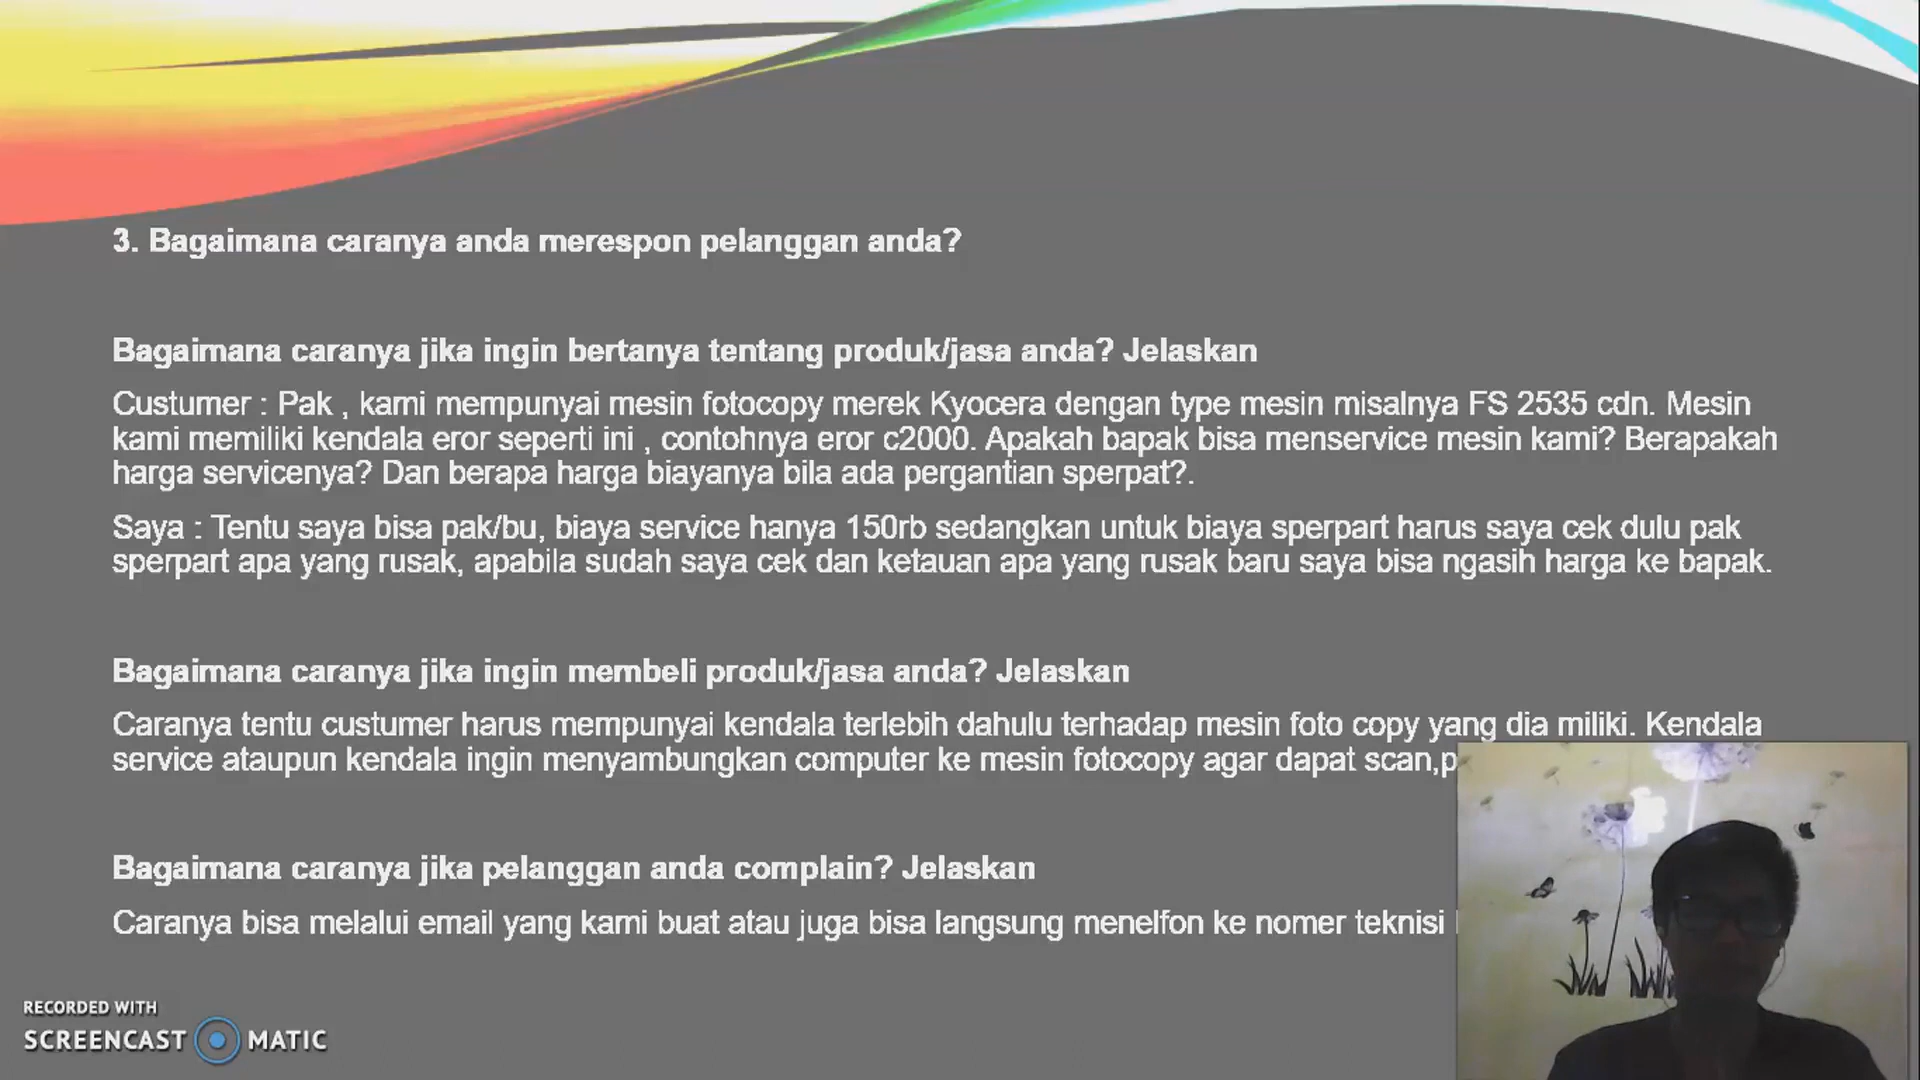 3. Bagaimana caranya anda merespon pelanggan anda?
Bagaimana caranya jika ingin bertanya tentang produk/jasa anda? Jelaskan
Custumer : Pak , kami mempunyai mesin fotocopy merek Kyocera dengan type mesin misalnya FS 2535 cdn. Mesin
kami memiliki kendala eror seperti ini , contohnya eror c2000. Apakah bapak bisa menservice mesin kami? Berapakah
harga servicenya? Dan berapa harga biayanya bila ada pergantian sperpat?.
Saya : Tentu saya bisa pak/bu, biaya service hanya 150rb sedangkan untuk biaya sperpart harus saya cek dulu pak
sperpart apa yang rusak, apabila sudah saya cek dan ketauan apa yang rusak baru saya bisa ngasih harga ke bapak.
Bagaimana caranya jika ingin membeli produk/jasa anda? Jelaskan
Caranya tentu custumer harus mempunyai kendala terlebih dahulu terhadap mesin foto copy yang dia miliki. Kendala
service ataupun kendala ingin menyambungkan computer ke mesin fotocopy agar dapat scan,
Bagaimana caranya jika pelanggan anda complain? Jelaskan
Caranya bisa melalui email yang kami buat atau juga bisa langsung menelfon ke nomer teknisi
RECORDED WITH
SCREENCAST MATIC